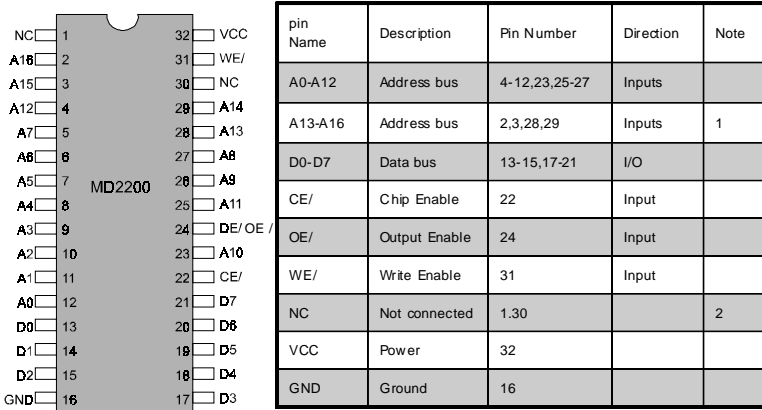 NC 1 32 VCC
A16 2 31 WE/
A15 3 30 NC
A12 4 29 A14
A7 5 28 A13
A6 6 27 A8
A5 7 26 A9
MD2200
A4 8 25 A11
A3 9 24 OE/ OE /
A2 10 23 A10
A1 11 22 CE/
A0 12 21 D7
D0 13 20 D6
D1 14 19 D5
D2 15 18 D4
GND 16 17 D3
pin Name Description Pin Number Direction Note
A0-A12 Address bus 4-12,23,25-27 Inputs
A13-A16 Address bus 2,3,28,29 Inputs 1
D0-D7 Data bus 13-15,17-21 I/O
CE/ Chip Enable 22 Input
OE/ Output Enable 24 Input
WE/ Write Enable 31 Input
NC Not connected 1.30 2
VCC Power 32
GND Ground 16